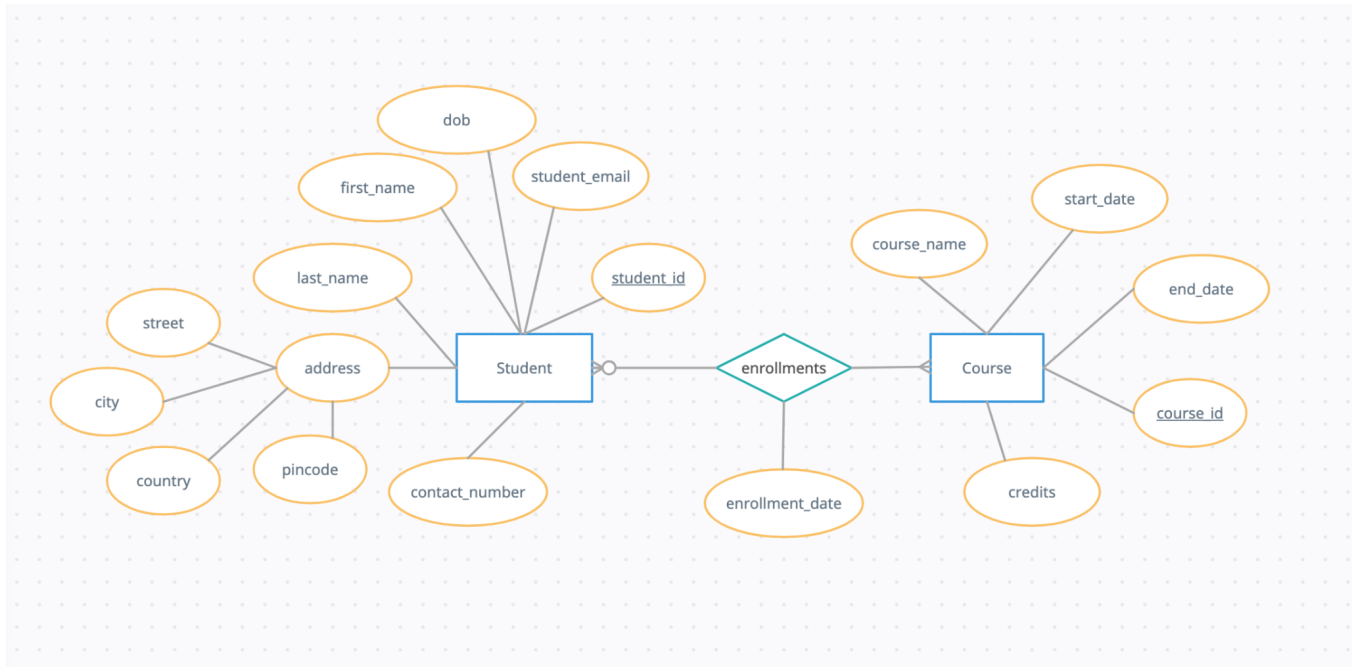 dob
student_email
first_name
start_date
course_name
last_name
student_id
end_date
street
address
Student
enrollments
Course
city
course_id
country
pincode
contact_number
enrollment_date
credits